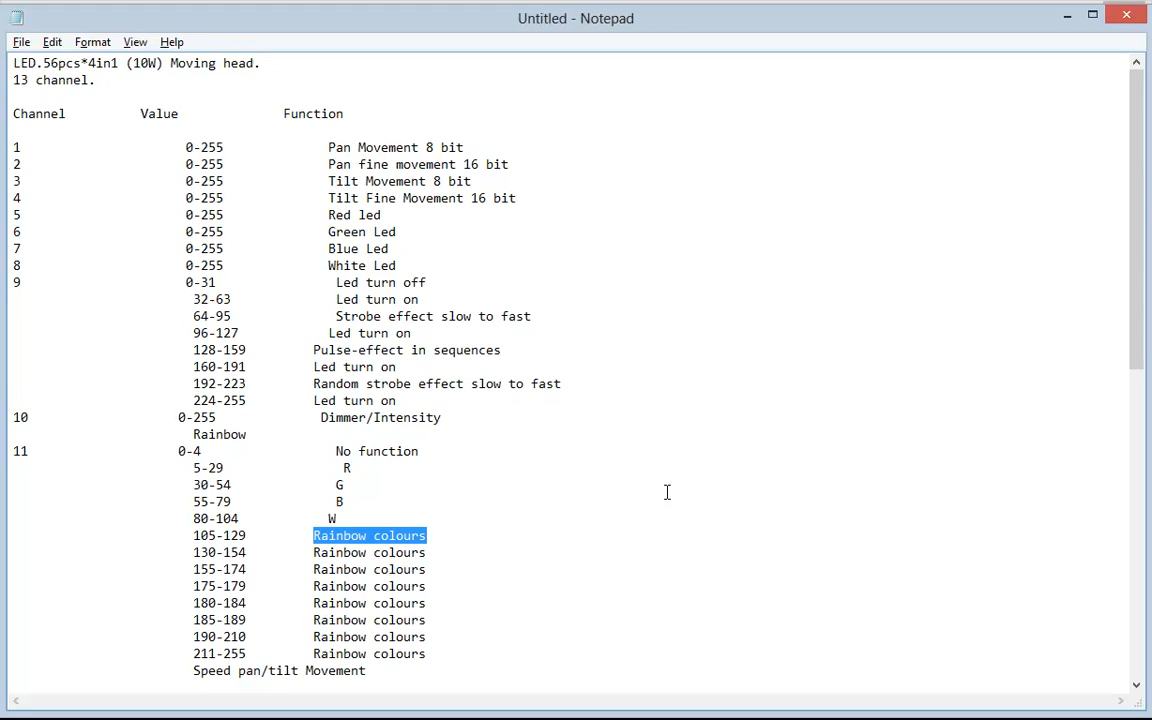 Untitled - Notepad
File Edit Format View Help
LED.56pcs*4in1 (10W) Moving head.
13 channel.
Channel Value Function
1 0-255 Pan Movement 8 bit
2 0-255 Pan fine movement 16 bit
3 0-255 Tilt Movement 8 bit
4 0-255 Tilt Fine Movement 16 bit
5 0-255 Red led
6 0-255 Green Led
7 0-255 Blue Led
8 0-255 White Led
9 0-31 Led turn off
32-63 Led turn on
64-95 Strobe effect slow to fast
96-127 Led turn on
128-159 Pulse-effect in sequences
160-191 Led turn on
192-223 Random strobe effect slow to fast
224-255 Led turn on
10 0-255 Dimmer/Intensity
Rainbow
11 0-4 No function
5-29 R
30-54 G
55-79 B
80-104 W
105-129 Rainbow colours
130-154 Rainbow colours
155-174 Rainbow colours
175-179 Rainbow colours
180-184 Rainbow colours
185-189 Rainbow colours
190-210 Rainbow colours
211-255 Rainbow colours
Speed pan/tilt Movement